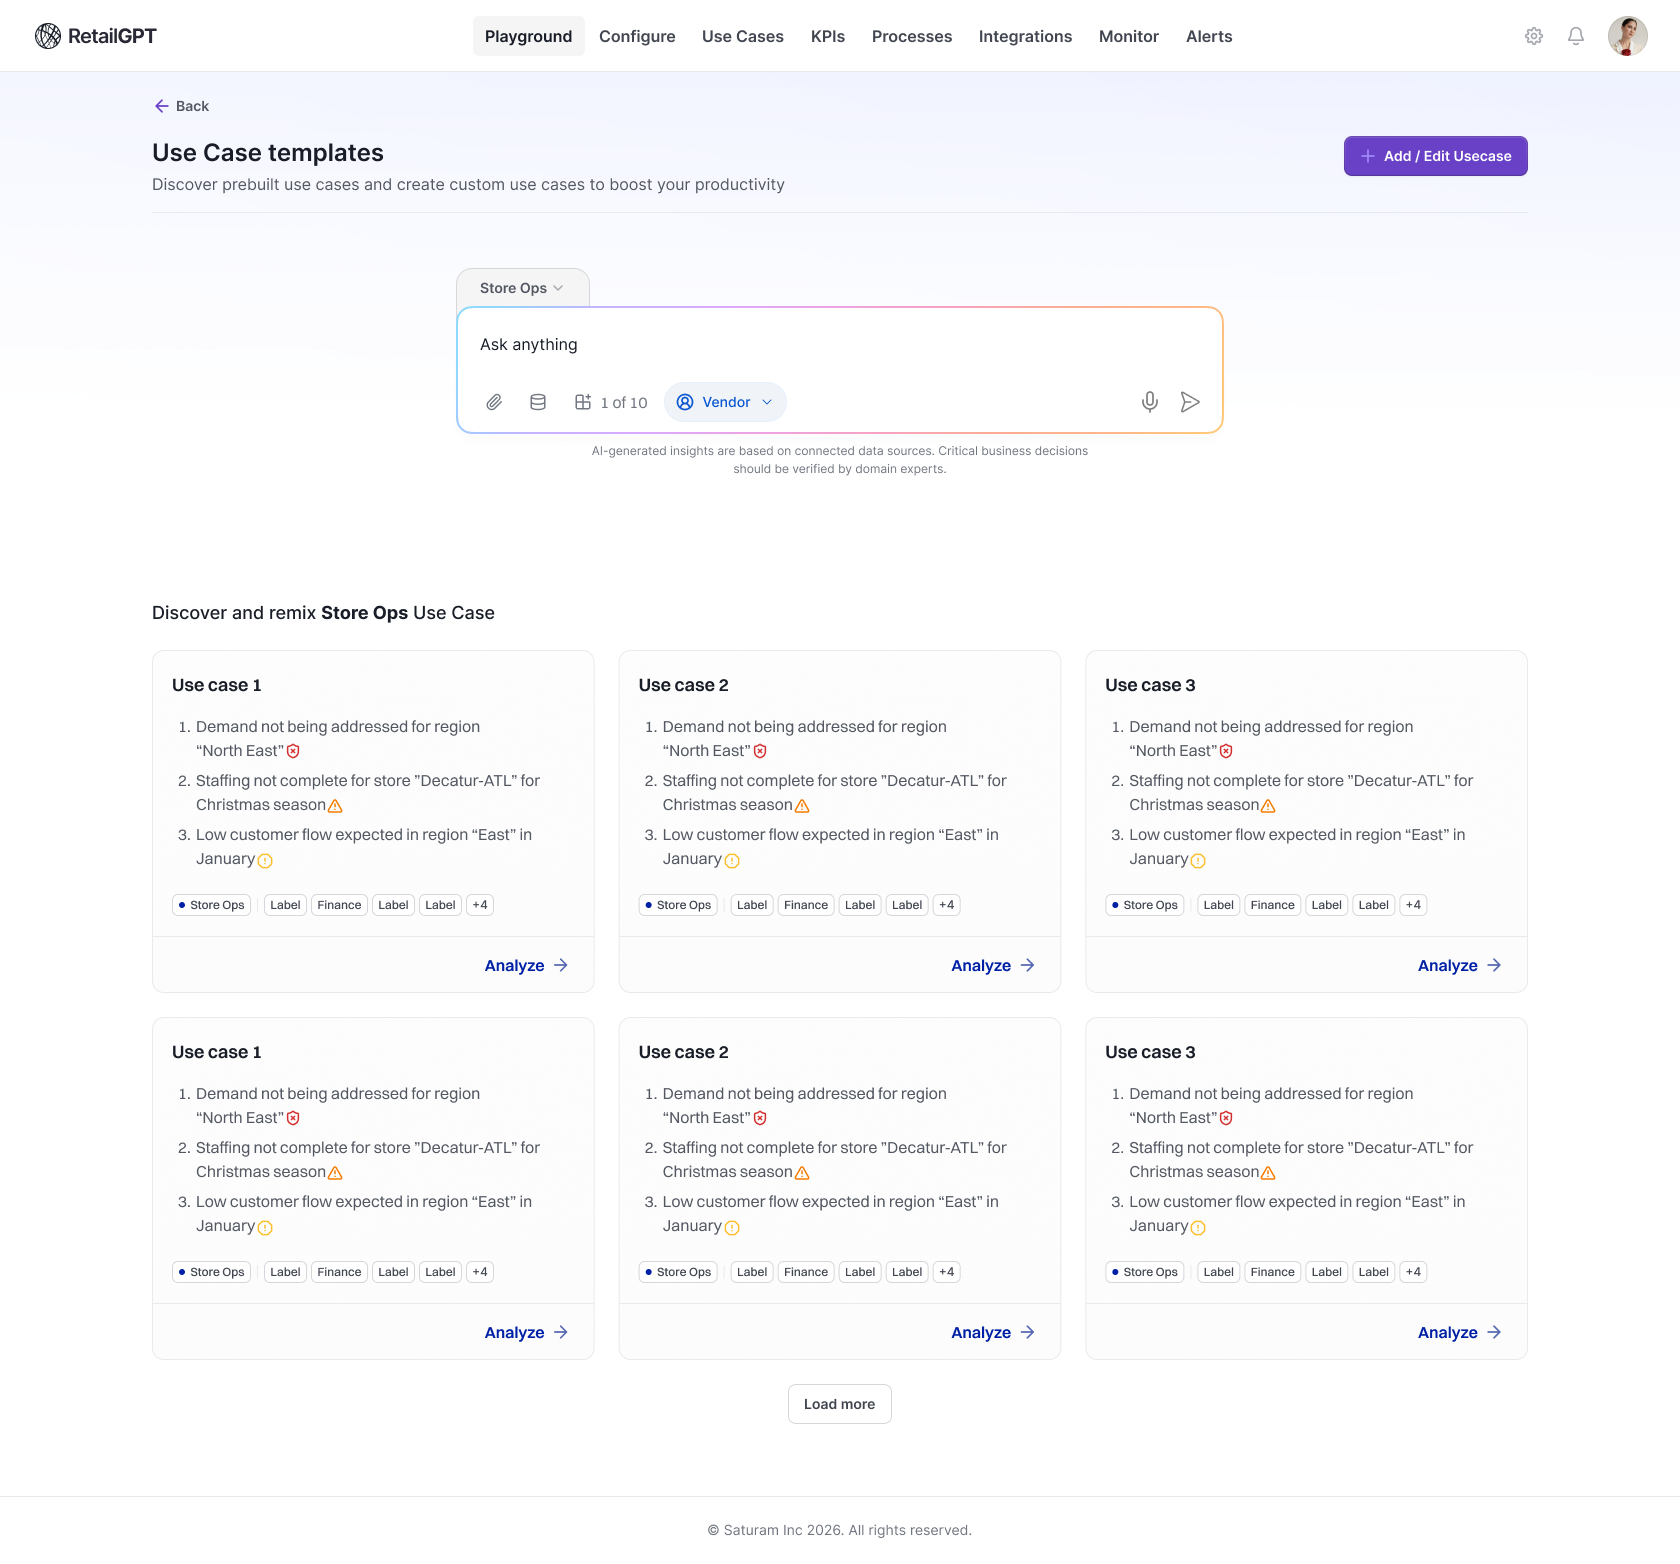 RetailGPT
Playground
Configure
Use Cases
KPIs
Processes
Integrations
Monitor
Alerts
Back
Use Case templates
Add / Edit Usecase
Discover prebuilt use cases and create custom use cases to boost your productivity
Store Ops
Ask anything
1 of 10
Vendor
AI-generated insights are based on connected data sources. Critical business decisions
should be verified by domain experts.
Discover and remix Store Ops Use Case
Use case 1
1. Demand not being addressed for region
“North East”
2. Staffing not complete for store ”Decatur-ATL” for
Christmas season
3. Low customer flow expected in region “East” in
January
Store Ops Label Finance Label Label +4
Analyze
Use case 2
1. Demand not being addressed for region
“North East”
2. Staffing not complete for store ”Decatur-ATL” for
Christmas season
3. Low customer flow expected in region “East” in
January
Store Ops Label Finance Label Label +4
Analyze
Use case 3
1. Demand not being addressed for region
“North East”
2. Staffing not complete for store ”Decatur-ATL” for
Christmas season
3. Low customer flow expected in region “East” in
January
Store Ops Label Finance Label Label +4
Analyze
Use case 1
1. Demand not being addressed for region
“North East”
2. Staffing not complete for store ”Decatur-ATL” for
Christmas season
3. Low customer flow expected in region “East” in
January
Store Ops Label Finance Label Label +4
Analyze
Use case 2
1. Demand not being addressed for region
“North East”
2. Staffing not complete for store ”Decatur-ATL” for
Christmas season
3. Low customer flow expected in region “East” in
January
Store Ops Label Finance Label Label +4
Analyze
Use case 3
1. Demand not being addressed for region
“North East”
2. Staffing not complete for store ”Decatur-ATL” for
Christmas season
3. Low customer flow expected in region “East” in
January
Store Ops Label Finance Label Label +4
Analyze
Load more
© Saturam Inc 2026. All rights reserved.